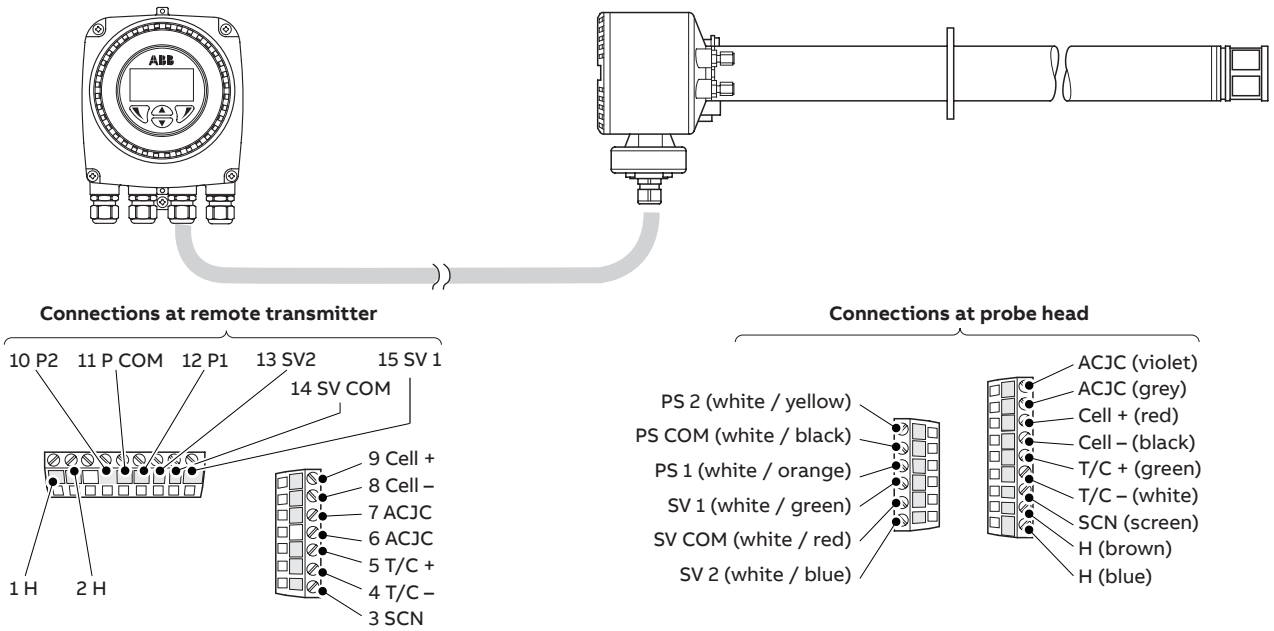 ABB
Connections at remote transmitter
10 P2
11 P COM
12 P1
13 SV2
15 SV 1
14 SV COM
1 H
2 H
9 Cell +
8 Cell –
7 ACJC
6 ACJC
5 T/C +
4 T/C –
3 SCN
Connections at probe head
PS 2 (white / yellow)
PS COM (white / black)
PS 1 (white / orange)
SV 1 (white / green)
SV COM (white / red)
SV 2 (white / blue)
ACJC (violet)
ACJC (grey)
Cell + (red)
Cell – (black)
T/C + (green)
T/C – (white)
SCN (screen)
H (brown)
H (blue)